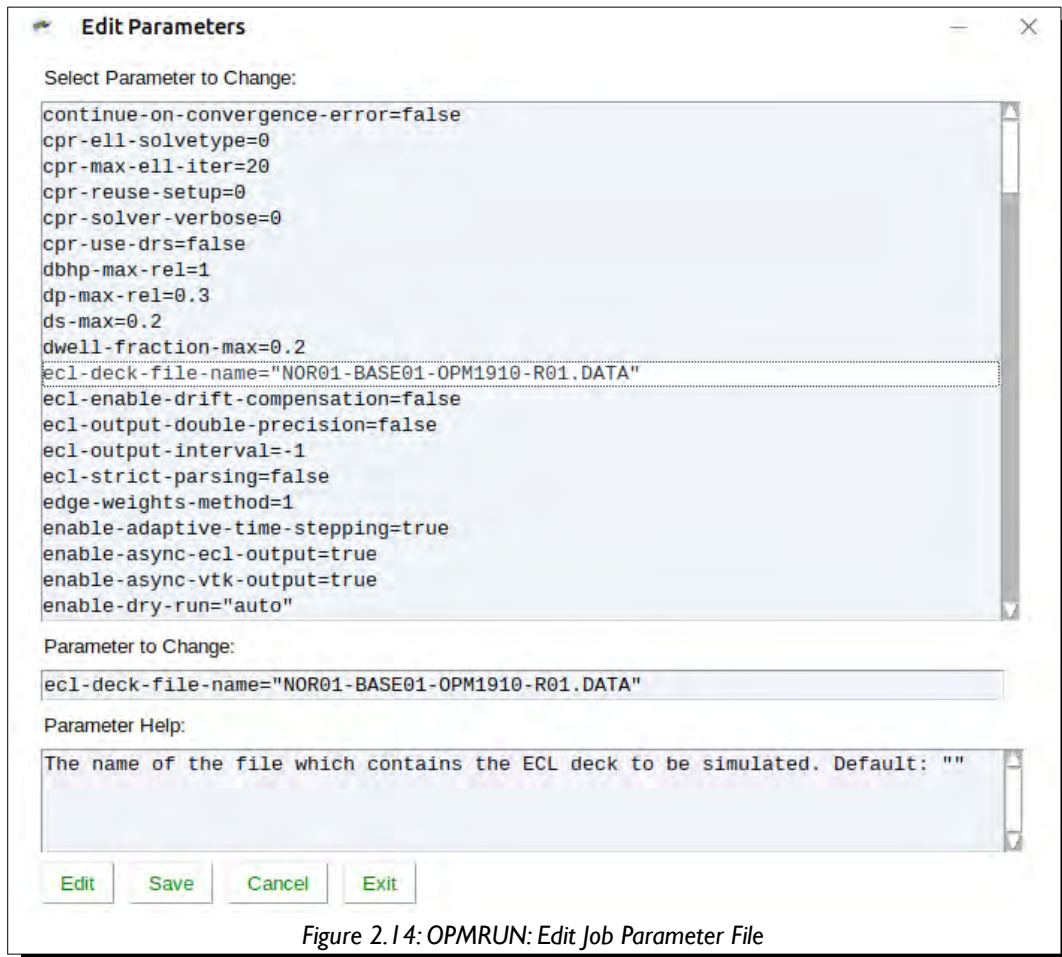 Edit Parameters
Select Parameter to Change:
continue-on-convergence-error=false
cpr-ell-solvetype=0
cpr-max-ell-iter=20
cpr-reuse-setup=0
cpr-solver-verbose=0
cpr-use-drs=false
dbhp-max-rel=1
dp-max-rel=0.3
ds-max=0.2
dwell-fraction-max=0.2
ecl-deck-file-name="NOR01-BASE01-OPM1910-R01.DATA"
ecl-enable-drift-compensation=false
ecl-output-double-precision=false
ecl-output-interval=-1
ecl-strict-parsing=false
edge-weights-method=1
enable-adaptive-time-stepping=true
enable-async-ecl-output=true
enable-async-vtk-output=true
enable-dry-run="auto"
Parameter to Change:
ecl-deck-file-name="NOR01-BASE01-OPM1910-R01.DATA"
Parameter Help:
The name of the file which contains the ECL deck to be simulated. Default: ""
Edit Save Cancel Exit
Figure 2.14: OPMRUN: Edit Job Parameter File